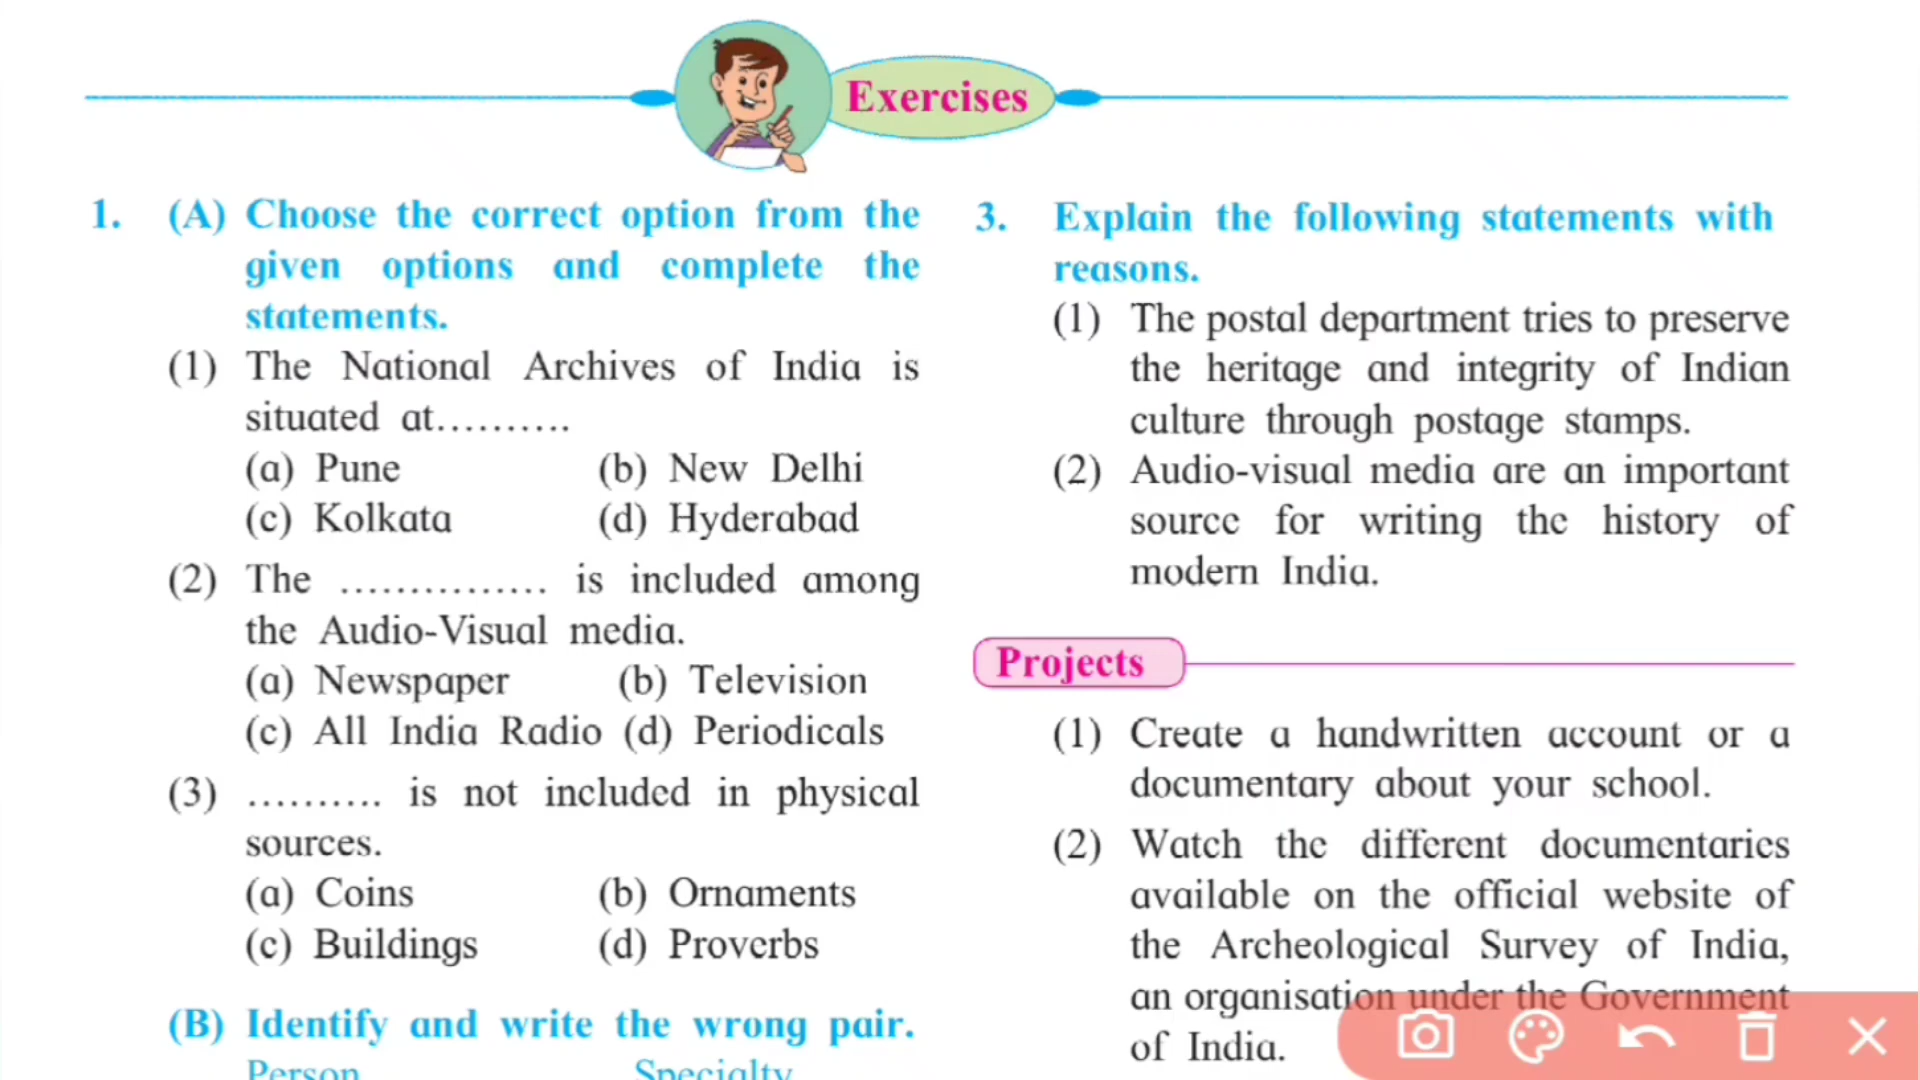 Exercises
1. (A) Choose the correct option from the
given options and complete the
statements.
(1) The National Archives of India is
situated at..........
(a) Pune (b) New Delhi
(c) Kolkata (d) Hyderabad
(2) The ............... is included among
the Audio-Visual media.
(a) Newspaper (b) Television
(c) All India Radio (d) Periodicals
(3) .......... is not included in physical
sources.
(a) Coins (b) Ornaments
(c) Buildings (d) Proverbs
(B) Identify and write the wrong pair.
Person Specialty
3. Explain the following statements with
reasons.
(1) The postal department tries to preserve
the heritage and integrity of Indian
culture through postage stamps.
(2) Audio-visual media are an important
source for writing the history of
modern India.
Projects
(1) Create a handwritten account or a
documentary about your school.
(2) Watch the different documentaries
available on the official website of
the Archeological Survey of India,
an organisation under the Government
of India.